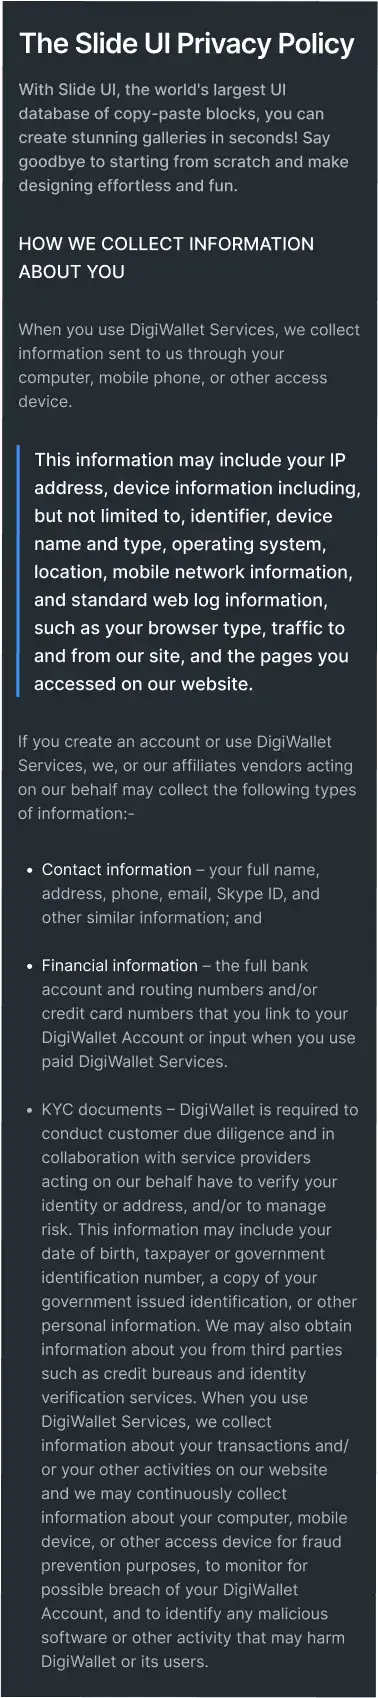 The Slide UI Privacy Policy
With Slide UI, the world's largest UI
database of copy-paste blocks, you can
create stunning galleries in seconds! Say
goodbye to starting from scratch and make
designing effortless and fun.
HOW WE COLLECT INFORMATION
ABOUT YOU
When you use DigiWallet Services, we collect
information sent to us through your
computer, mobile phone, or other access
device.
This information may include your IP
address, device information including,
but not limited to, identifier, device
name and type, operating system,
location, mobile network information,
and standard web log information,
such as your browser type, traffic to
and from our site, and the pages you
accessed on our website.
If you create an account or use DigiWallet
Services, we, or our affiliates vendors acting
on our behalf may collect the following types
of information:-
• Contact information – your full name,
address, phone, email, Skype ID, and
other similar information; and
• Financial information – the full bank
account and routing numbers and/or
credit card numbers that you link to your
DigiWallet Account or input when you use
paid DigiWallet Services.
• KYC documents – DigiWallet is required to
conduct customer due diligence and in
collaboration with service providers
acting on our behalf have to verify your
identity or address, and/or to manage
risk. This information may include your
date of birth, taxpayer or government
identification number, a copy of your
government issued identification, or other
personal information. We may also obtain
information about you from third parties
such as credit bureaus and identity
verification services. When you use
DigiWallet Services, we collect
information about your transactions and/
or your other activities on our website
and we may continuously collect
information about your computer, mobile
device, or other access device for fraud
prevention purposes, to monitor for
possible breach of your DigiWallet
Account, and to identify any malicious
software or other activity that may harm
DigiWallet or its users.